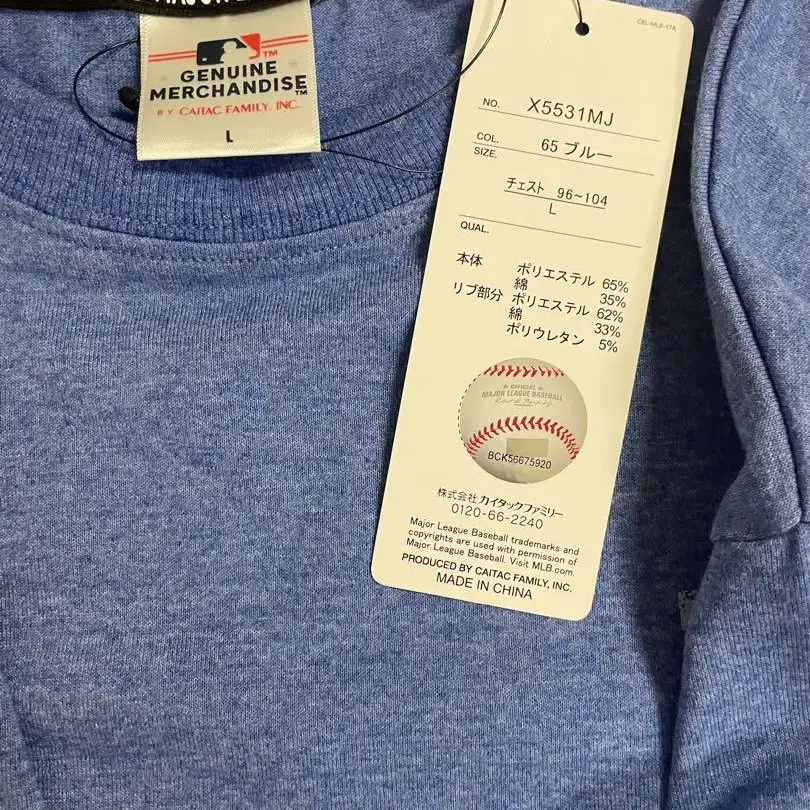 TM
GENUINE
MERCHANDISE™
BY CAITAC FAMILY, INC.
L
CEL-MLB-17A
NO. X5531MJ
COL. 65 ブルー
SIZE.
チェスト 96~104
L
QUAL.
本体 ポリエステル 65%
綿 35%
リブ部分 ポリエステル 62%
綿 33%
ポリウレタン 5%
OFFICIAL
MAJOR LEAGUE BASEBALL
BCK56675920
株式会社 カイタックファミリー
0120-66-2240
Major League Baseball trademarks and
copyrights are used with permission of
Major League Baseball. Visit MLB.com.
PRODUCED BY CAITAC FAMILY, INC.
MADE IN CHINA